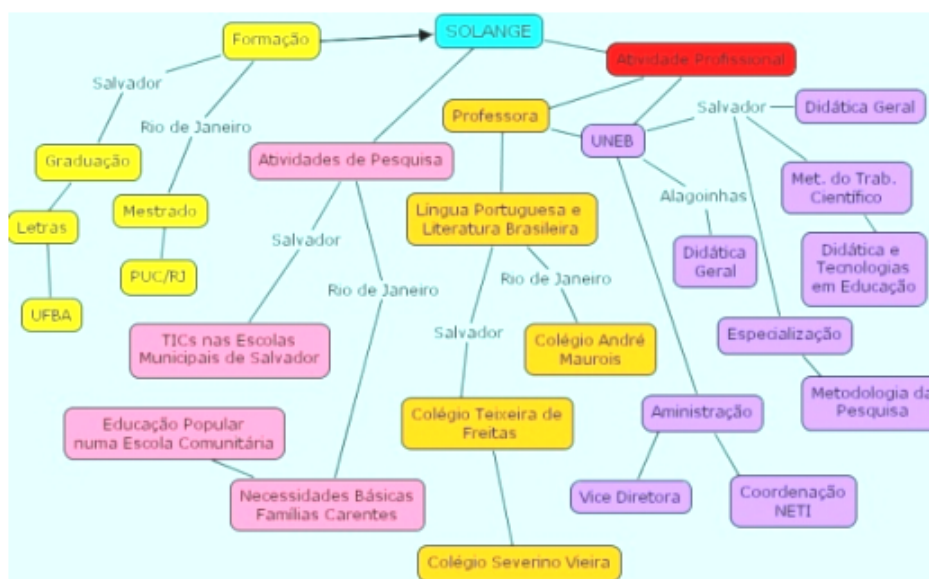 SOLANGE
Formação
Atividade Profissional
Salvador
Rio de Janeiro
Graduação
Letras
UFBA
Mestrado
PUC/RJ
Atividades de Pesquisa
Salvador
Rio de Janeiro
TICs nas Escolas
Municipais de Salvador
Educação Popular
numa Escola Comunitária
Necessidades Básicas
Famílias Carentes
Professora
Língua Portuguesa e
Literatura Brasileira
Salvador
Rio de Janeiro
Colégio André
Maurois
Colégio Teixeira de
Freitas
Colégio Severino Vieira
UNEB
Salvador
Didática Geral
Met. do Trab.
Científico
Didática e
Tecnologias
em Educação
Alagoinhas
Didática
Geral
Especialização
Metodologia da
Pesquisa
Aministração
Vice Diretora
Coordenação
NETI